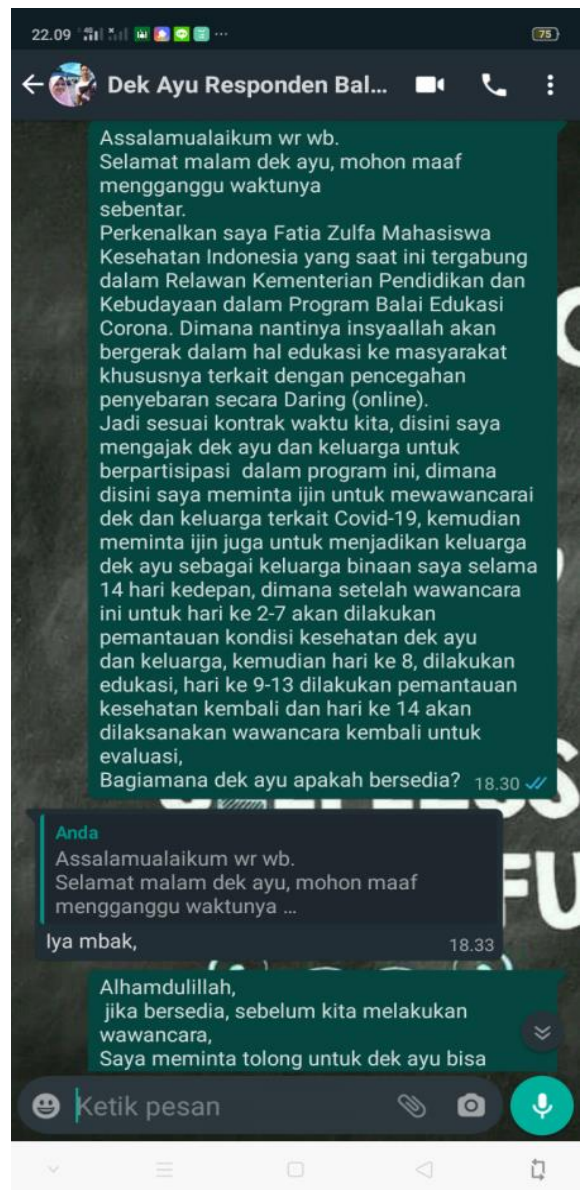 22.09
75
Dek Ayu Responden Bal...
Assalamualaikum wr wb.
Selamat malam dek ayu, mohon maaf
mengganggu waktunya
sebentar.
Perkenalkan saya Fatia Zulfa Mahasiswa
Kesehatan Indonesia yang saat ini tergabung
dalam Relawan Kementerian Pendidikan dan
Kebudayaan dalam Program Balai Edukasi
Corona. Dimana nantinya insyaallah akan
bergerak dalam hal edukasi ke masyarakat
khususnya terkait dengan pencegahan
penyebaran secara Daring (online).
Jadi sesuai kontrak waktu kita, disini saya
mengajak dek ayu dan keluarga untuk
berpartisipasi dalam program ini, dimana
disini saya meminta ijin untuk mewawancarai
dek dan keluarga terkait Covid-19, kemudian
meminta ijin juga untuk menjadikan keluarga
dek ayu sebagai keluarga binaan saya selama
14 hari kedepan, dimana setelah wawancara
ini untuk hari ke 2-7 akan dilakukan
pemantauan kondisi kesehatan dek ayu
dan keluarga, kemudian hari ke 8, dilakukan
edukasi, hari ke 9-13 dilakukan pemantauan
kesehatan kembali dan hari ke 14 akan
dilaksanakan wawancara kembali untuk
evaluasi,
Bagiamana dek ayu apakah bersedia? 18.30
Anda
Assalamualaikum wr wb.
Selamat malam dek ayu, mohon maaf
mengganggu waktunya ...
Iya mbak, 18.33
Alhamdulillah,
jika bersedia, sebelum kita melakukan
wawancara,
Saya meminta tolong untuk dek ayu bisa
Ketik pesan